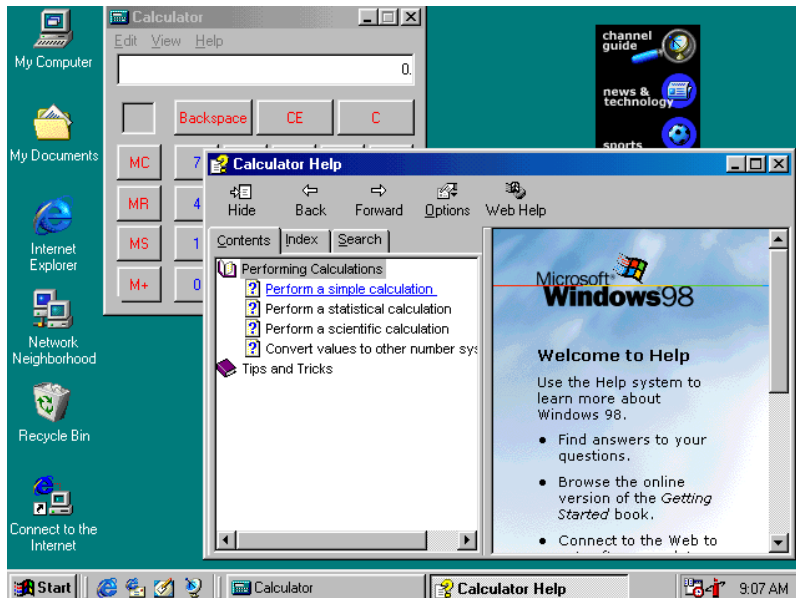 My Computer
My Documents
Internet
Explorer
Network
Neighborhood
Recycle Bin
Connect to the
Internet
Calculator
Edit View Help
0.
Backspace CE C
MC 7
MR 4
MS 1
M+ 0
channel
guide
news &
technology
sports
Calculator Help
Hide Back Forward Options Web Help
Contents Index Search
Performing Calculations
Perform a simple calculation
Perform a statistical calculation
Perform a scientific calculation
Convert values to other number sys
Tips and Tricks
Microsoft
Windows98
Welcome to Help
Use the Help system to
learn more about
Windows 98.
• Find answers to your
questions.
• Browse the online
version of the Getting
Started book.
• Connect to the Web to
Start Calculator Calculator Help 9:07 AM